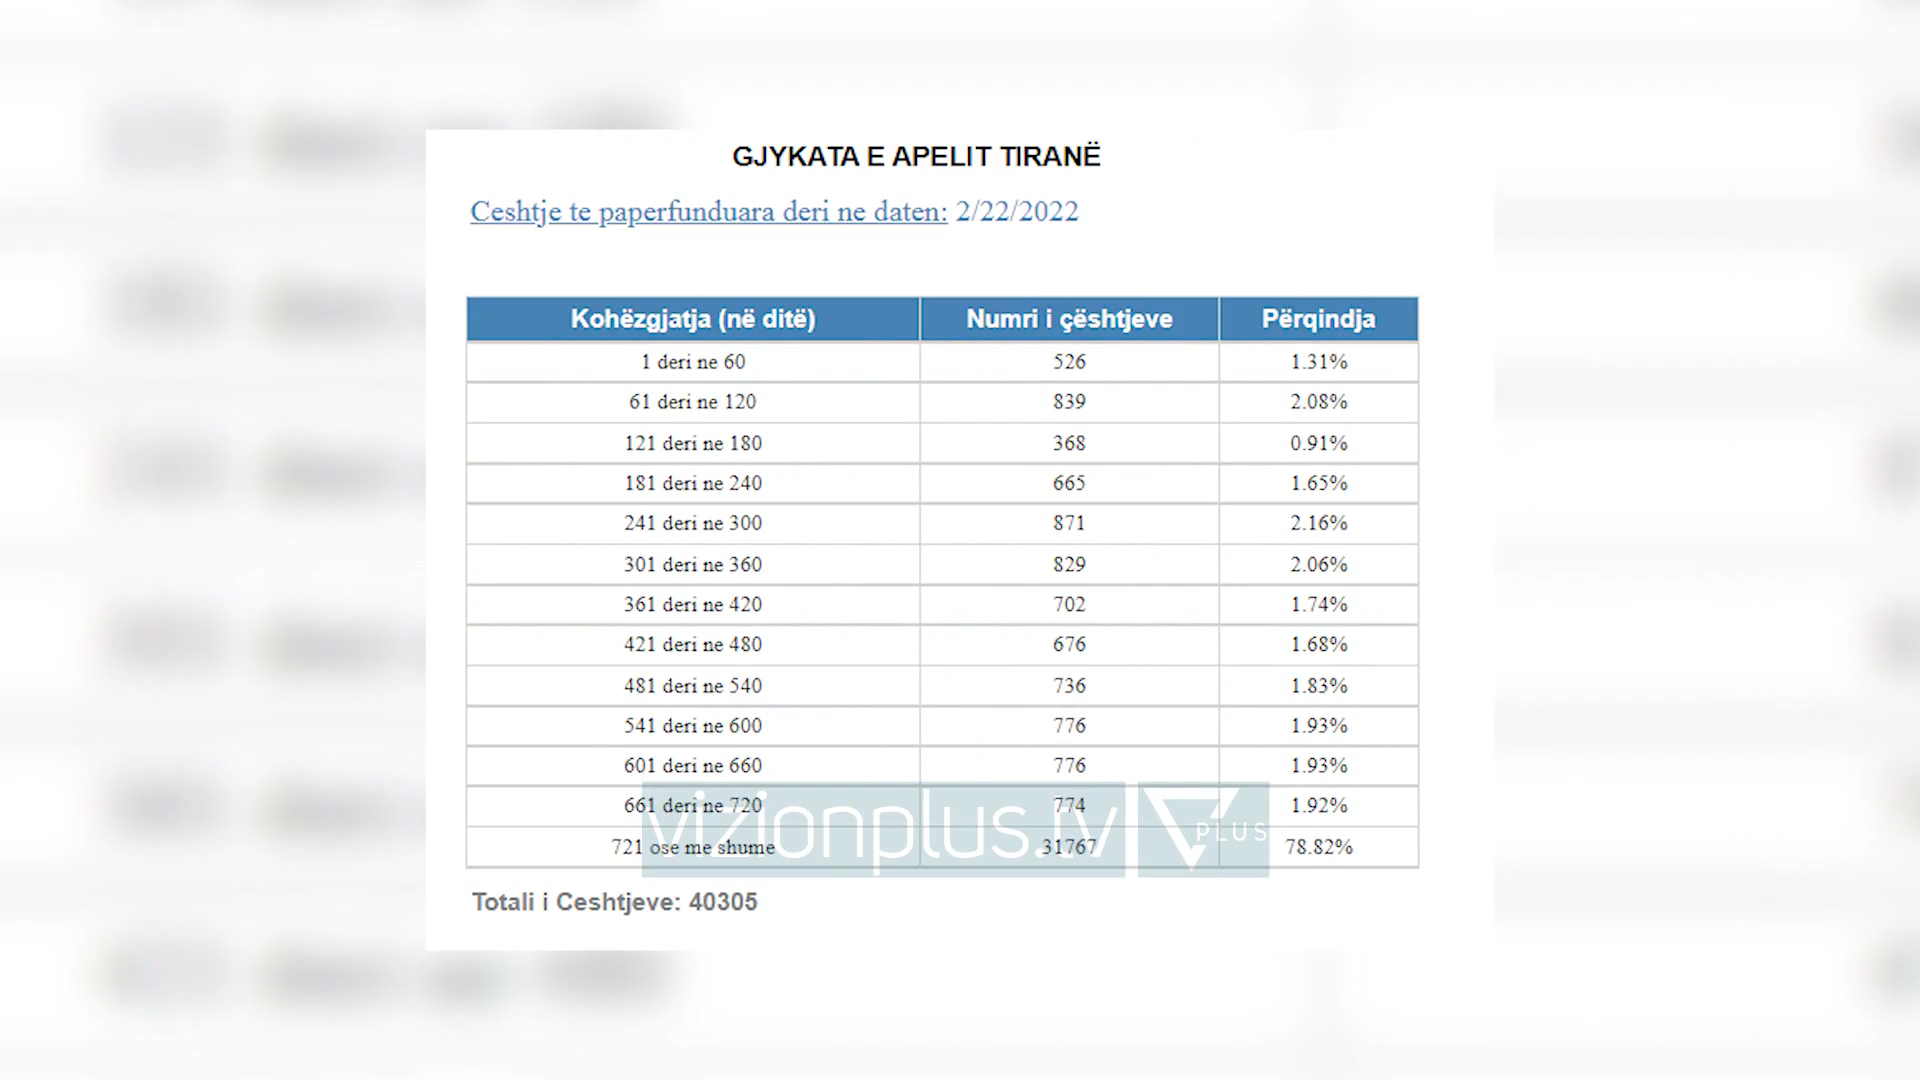 GJYKATA E APELIT TIRANË
Ceshtje te paperfunduara deri ne daten: 2/22/2022
Kohëzgjatja (në ditë) Numri i çështjeve Përqindja
1 deri ne 60 526 1.31%
61 deri ne 120 839 2.08%
121 deri ne 180 368 0.91%
181 deri ne 240 665 1.65%
241 deri ne 300 871 2.16%
301 deri ne 360 829 2.06%
361 deri ne 420 702 1.74%
421 deri ne 480 676 1.68%
481 deri ne 540 736 1.83%
541 deri ne 600 776 1.93%
601 deri ne 660 776 1.93%
661 deri ne 720 774 1.92%
vizionplus.tv PLUS
721 ose me shume 31767 78.82%
Totali i Ceshtjeve: 40305